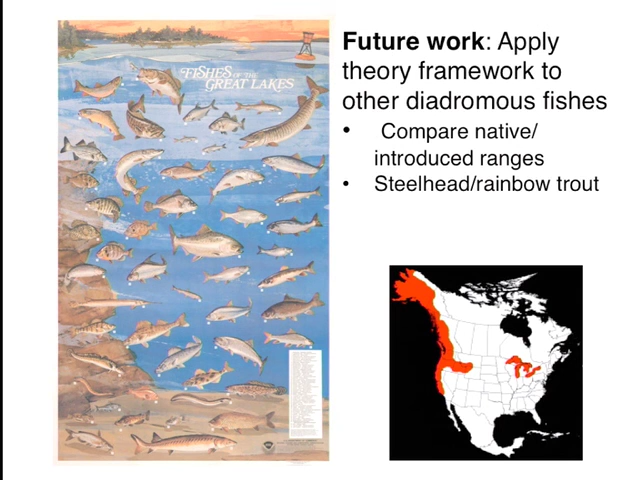 FISHES OF THE
GREAT LAKES
Future work: Apply
theory framework to
other diadromous fishes
• Compare native/
introduced ranges
• Steelhead/rainbow trout